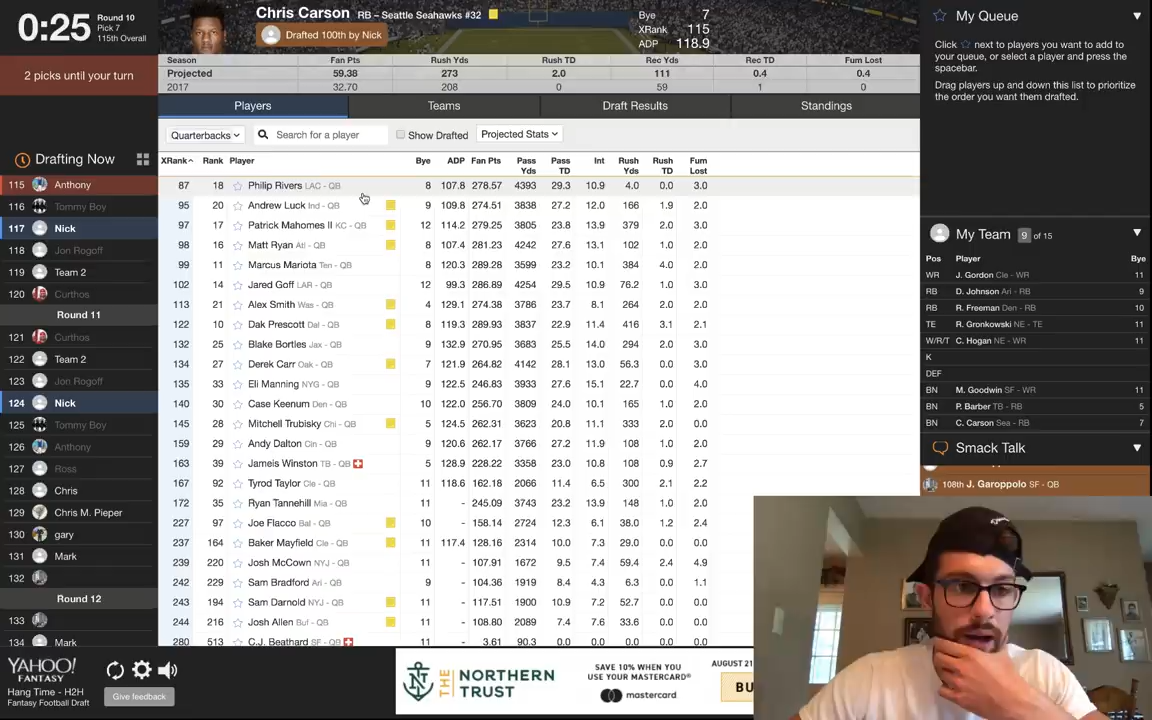 0:25
Round 10
Pick 7
115th Overall
2 picks until your turn
Drafting Now
115 Anthony
116 Tommy Boy
117 Nick
118 Jon Rogoff
119 Team 2
120 Curthos
Round 11
121 Curthos
122 Team 2
123 Jon Rogoff
124 Nick
125 Tommy Boy
126 Anthony
127 Ross
128 Chris
129 Chris M. Pieper
130 gary
131 Mark
132
Round 12
133
134 Mark
YAHOO!
FANTASY FOOTBALL
Hang Time - H2H
Fantasy Football Draft
Give feedback
Chris Carson RB - Seattle Seahawks #32
Drafted 100th by Nick
Bye 7
XRank 115
ADP 118.9
Season Fan Pts Rush Yds Rush TD Rec Yds Rec TD Fum Lost
Projected 59.38 273 2.0 111 0.4 0.4
2017 32.70 208 0 59 1 0
Players Teams Draft Results Standings
Quarterbacks Search for a player Show Drafted Projected Stats
XRank Rank Player Bye ADP Fan Pts Pass Yds Pass TD Int Rush Yds Rush TD Fum Lost
87 18 Philip Rivers LAC - QB 8 107.8 278.57 4393 29.3 10.9 4.0 0.0 3.0
95 20 Andrew Luck Ind - QB 9 109.8 274.51 3838 27.2 12.0 166 1.9 2.0
97 17 Patrick Mahomes II KC - QB 12 114.2 279.25 3805 23.8 13.9 379 2.0 3.0
98 16 Matt Ryan Atl - QB 8 107.4 281.23 4242 27.6 13.1 102 1.0 3.0
99 11 Marcus Mariota Ten - QB 8 120.3 289.28 3599 23.2 10.1 384 4.0 2.0
102 14 Jared Goff LAR - QB 12 99.3 286.89 4254 29.5 10.9 76.2 1.0 3.0
113 21 Alex Smith Was - QB 4 129.1 274.38 3786 23.7 8.1 264 2.0 2.0
122 10 Dak Prescott Dal - QB 8 119.3 289.93 3837 22.9 11.4 416 3.1 2.1
132 25 Blake Bortles Jax - QB 9 132.9 270.95 3683 25.5 14.0 294 2.0 3.0
134 27 Derek Carr Oak - QB 7 121.9 264.82 4142 28.1 13.0 56.3 0.0 3.0
135 33 Eli Manning NYG - QB 9 122.5 246.83 3933 27.6 15.1 22.7 0.0 4.0
140 30 Case Keenum Den - QB 10 122.0 256.70 3809 24.0 10.1 165 1.0 2.0
145 28 Mitchell Trubisky Chi - QB 5 124.5 262.31 3623 20.8 11.1 333 2.0 0.0
159 29 Andy Dalton Cin - QB 9 120.6 262.17 3766 27.2 11.9 108 1.0 2.0
163 39 Jameis Winston TB - QB 5 128.9 228.22 3358 23.0 10.8 108 0.9 2.7
167 92 Tyrod Taylor Cle - QB 11 118.6 162.18 2066 11.4 6.5 300 2.1 2.2
172 35 Ryan Tannehill Mia - QB 11 - 245.09 3743 23.2 13.9 148 1.0 2.0
227 97 Joe Flacco Bal - QB 10 - 158.14 2724 12.3 6.1 38.0 1.2 2.4
237 164 Baker Mayfield Cle - QB 11 117.4 128.16 2314 10.0 7.3 29.0 0.0 0.0
239 220 Josh McCown NYJ - QB 11 - 107.91 1672 9.5 7.4 59.4 2.4 4.9
242 229 Sam Bradford Ari - QB 9 - 104.36 1919 8.4 4.3 6.3 0.0 1.1
243 194 Sam Darnold NYJ - QB 11 - 117.51 1900 10.9 7.2 52.7 0.0 0.0
244 216 Josh Allen Buf - QB 11 - 108.80 2089 7.4 7.6 33.6 0.0 0.0
280 513 C.J. Beathard SF - QB 11 - 3.61 90.3 0.0 0.0 0.0 0.0 0.0
THE NORTHERN TRUST
SAVE 10% WHEN YOU USE YOUR MASTERCARD®
mastercard
AUGUST 21
BU
My Queue
Click next to players you want to add to
your queue, or select a player and press the
spacebar.
Drag players up and down this list to prioritize
the order you want them drafted.
My Team 9 of 15
Pos Player Bye
WR J. Gordon Cle - WR 11
RB D. Johnson Ari - RB 9
RB R. Freeman Den - RB 10
TE R. Gronkowski NE - TE 11
W/R/T C. Hogan NE - WR 11
K
DEF
BN M. Goodwin SF - WR 11
BN P. Barber TB - RB 5
BN C. Carson Sea - RB 7
Smack Talk
108th J. Garoppolo SF - QB